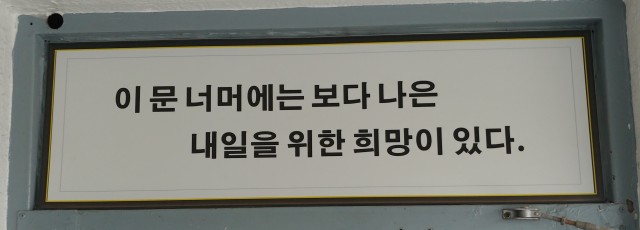 이 문 너머에는 보다 나은
내일을 위한 희망이 있다.